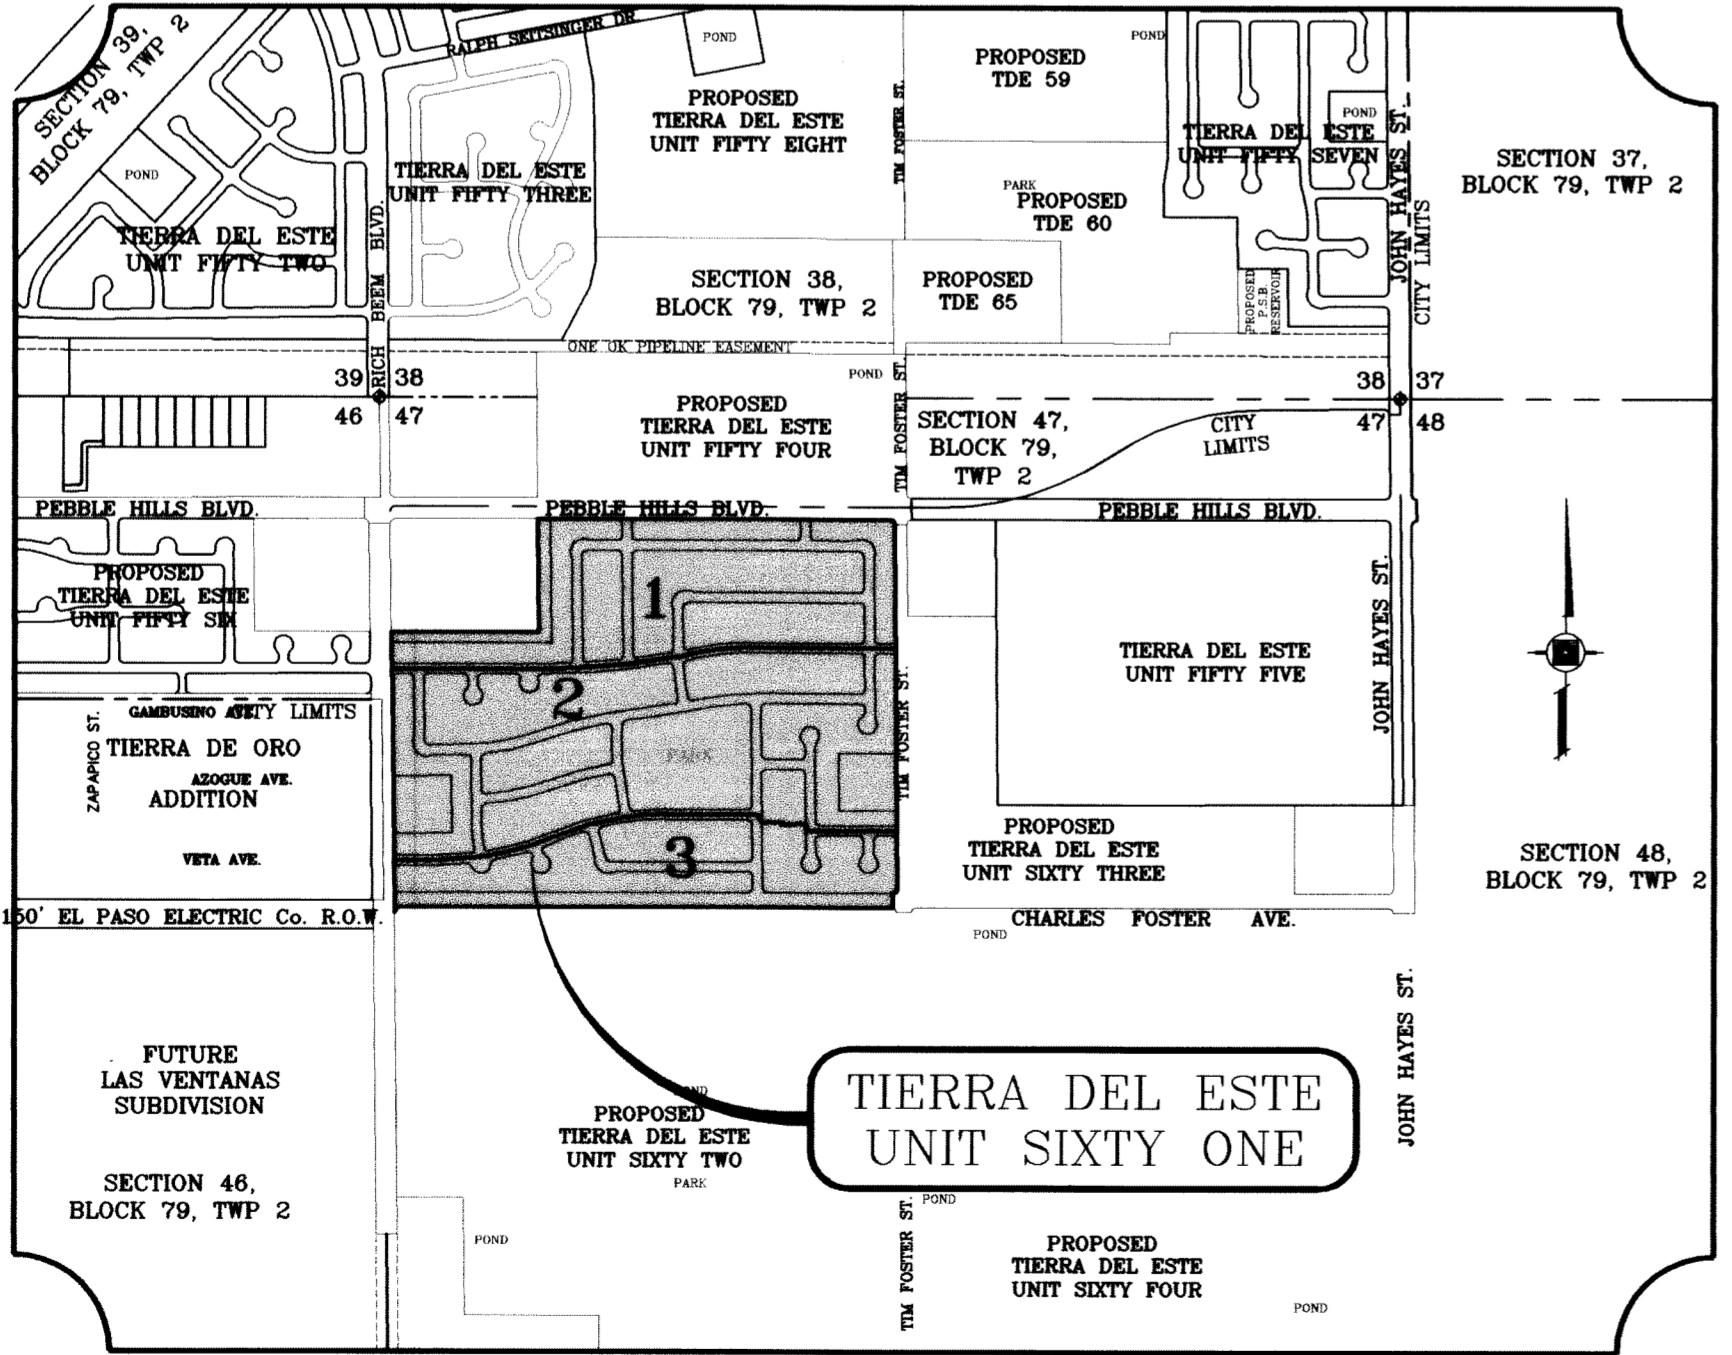 SECTION 39,
BLOCK 79, TWP 2
RALPH SEITSINGER DR
POND
PROPOSED
TDE 59
POND
PROPOSED
TIERRA DEL ESTE
UNIT FIFTY EIGHT
TIM FOSTER ST.
POND
TIERRA DEL ESTE
UNIT FIFTY SEVEN
JOHN HAYES ST.
CITY LIMITS
SECTION 37,
BLOCK 79, TWP 2
POND
TIERRA DEL ESTE
UNIT FIFTY THREE
PARK
PROPOSED
TDE 60
TIERRA DEL ESTE
UNIT FIFTY TWO
RICH BEEM BLVD.
SECTION 38,
BLOCK 79, TWP 2
PROPOSED
TDE 65
PROPOSED
P.S.B.
RESERVOIR
ONE OK PIPELINE EASEMENT
POND
39 38
46 47
38 37
47 48
PROPOSED
TIERRA DEL ESTE
UNIT FIFTY FOUR
TIM FOSTER ST.
SECTION 47,
BLOCK 79,
TWP 2
CITY
LIMITS
PEBBLE HILLS BLVD.
PEBBLE HILLS BLVD.
PEBBLE HILLS BLVD.
PROPOSED
TIERRA DEL ESTE
UNIT FIFTY SIX
1
TIERRA DEL ESTE
UNIT FIFTY FIVE
JOHN HAYES ST.
2
TIM FOSTER ST.
GAMBUSINO AVE.
CITY LIMITS
ZAPAPICO ST.
TIERRA DE ORO
AZOGUE AVE.
ADDITION
PARK
VETA AVE.
3
PROPOSED
TIERRA DEL ESTE
UNIT SIXTY THREE
SECTION 48,
BLOCK 79, TWP 2
150' EL PASO ELECTRIC Co. R.O.W.
CHARLES FOSTER AVE.
POND
JOHN HAYES ST.
FUTURE
LAS VENTANAS
SUBDIVISION
POND
PROPOSED
TIERRA DEL ESTE
UNIT SIXTY TWO
PARK
TIERRA DEL ESTE
UNIT SIXTY ONE
SECTION 46,
BLOCK 79, TWP 2
POND
TIM FOSTER ST.
POND
PROPOSED
TIERRA DEL ESTE
UNIT SIXTY FOUR
POND